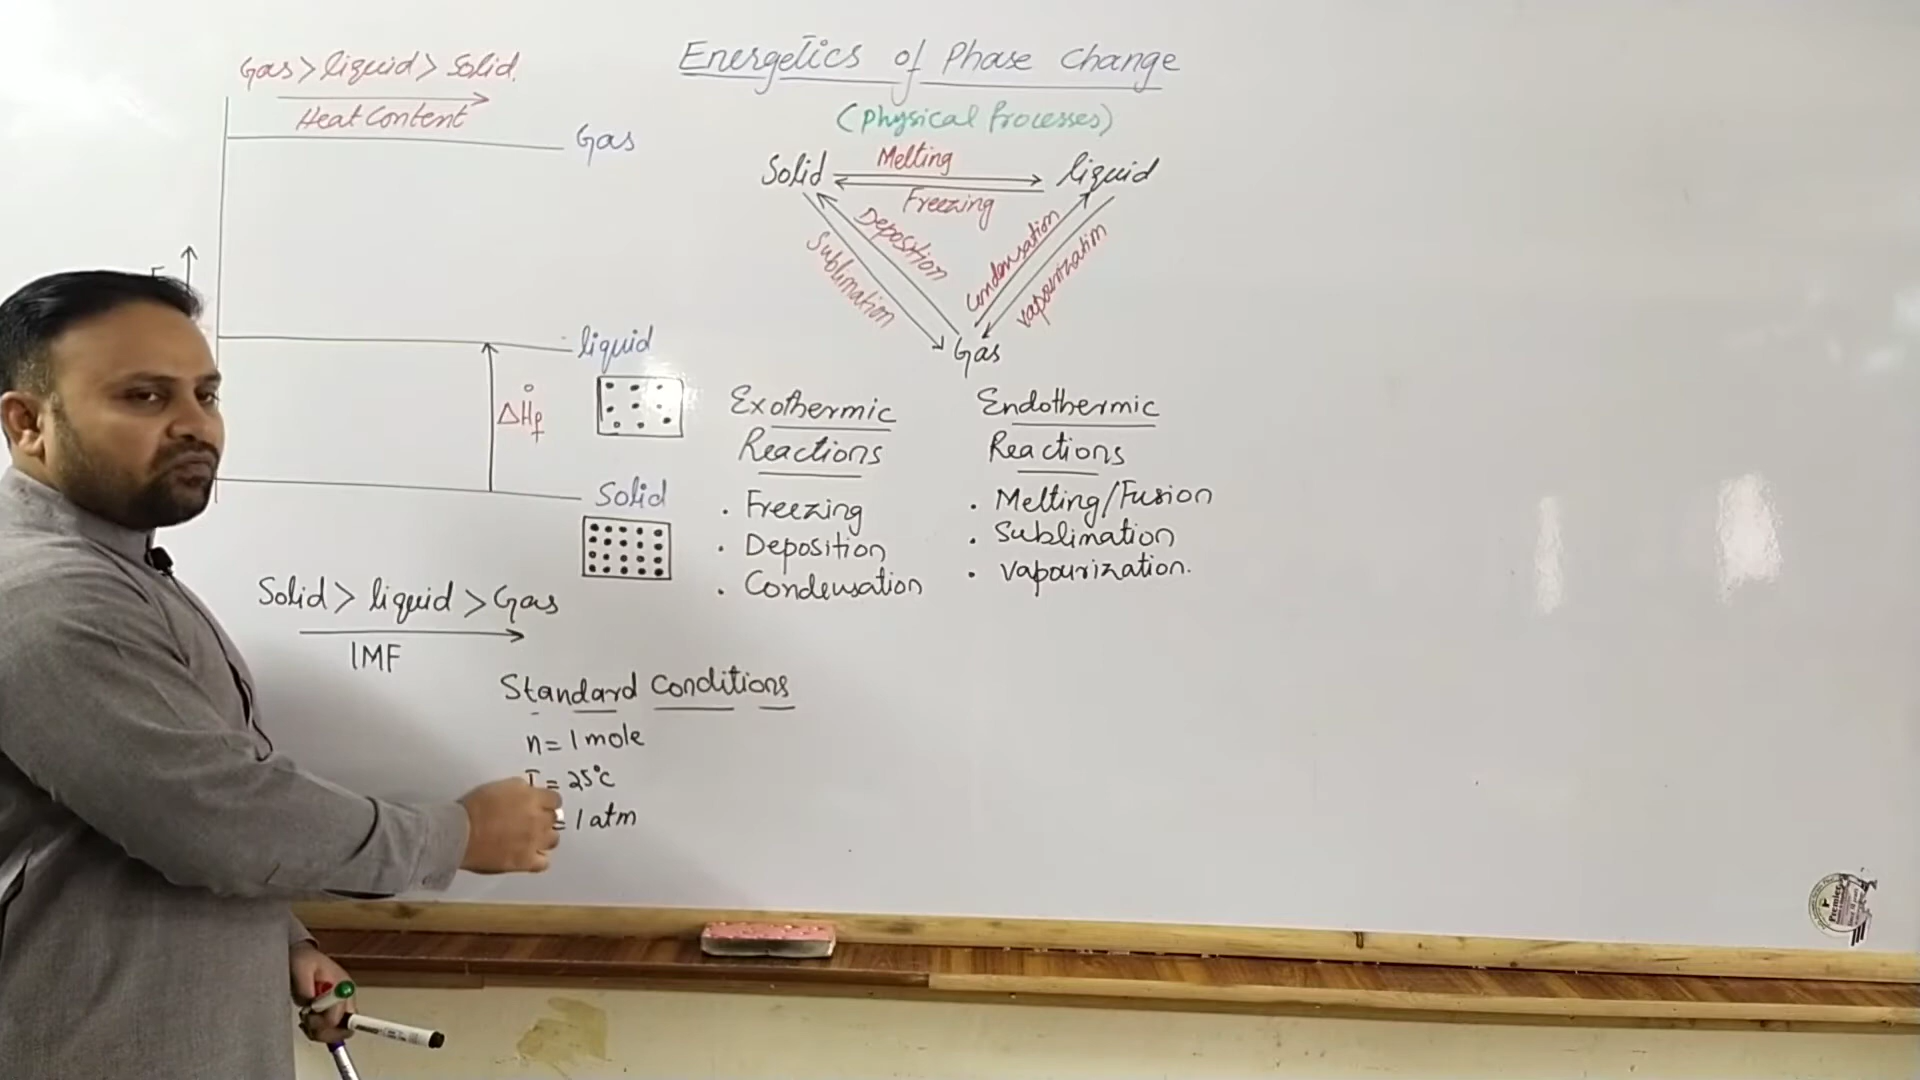 Energetics of Phase Change
(Physical Processes)
Gas > liquid > Solid.
Heat Content
Gas
E
liquid
ΔH°f
Solid
Solid > liquid > Gas
IMF
Solid
Melting
Freezing
liquid
Deposition
Sublimation
Condensation
vapourization
Gas
Exothermic
Reactions
. Freezing
. Deposition
. Condensation
Endothermic
Reactions
. Melting/Fusion
. Sublimation
. vapourization.
Standard Conditions
n = 1 mole
T = 25°c
= 1 atm
Premier